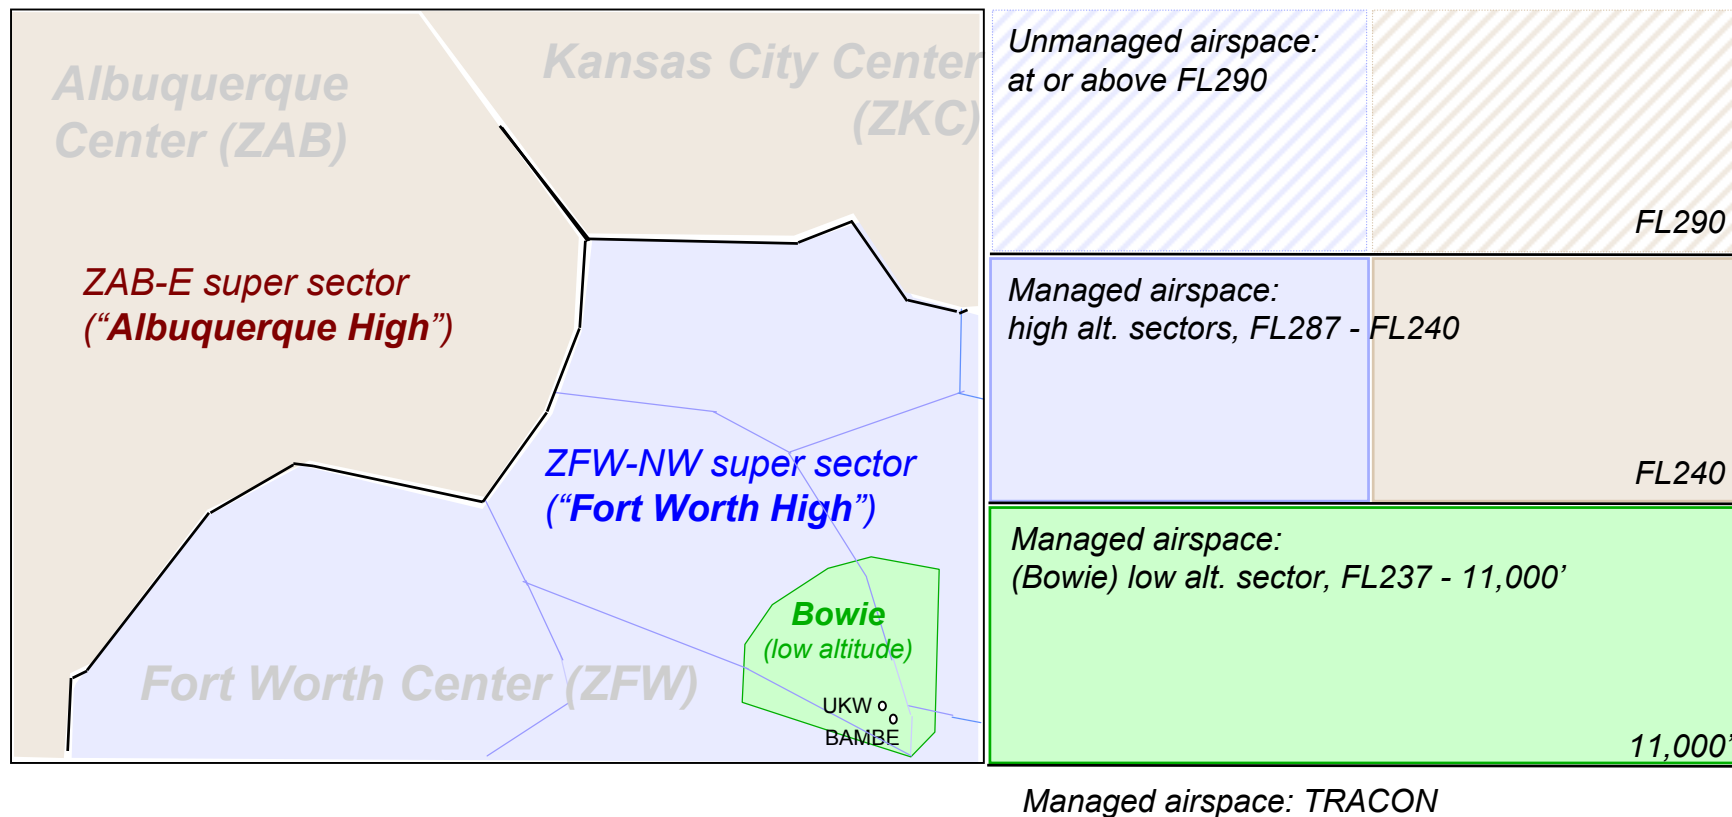 Albuquerque
Center (ZAB)
Kansas City Center
(ZKC)
ZAB-E super sector
(“Albuquerque High”)
ZFW-NW super sector
(“Fort Worth High”)
Bowie
(low altitude)
Fort Worth Center (ZFW)
UKW
BAMBE
Unmanaged airspace:
at or above FL290
FL290
Managed airspace:
high alt. sectors, FL287 - FL240
FL240
Managed airspace:
(Bowie) low alt. sector, FL237 - 11,000’
11,000’
Managed airspace: TRACON